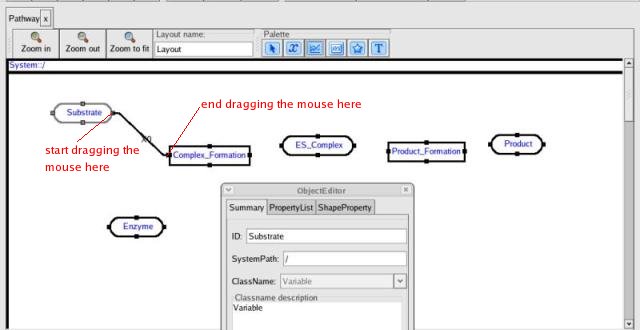 Pathway x
Layout name:
Palette
Zoom in
Zoom out
Zoom to fit
Layout
T
System::/
end dragging the mouse here
Substrate
start dragging the
mouse here
Complex_Formation
ES_Complex
Product_Formation
Product
Enzyme
ObjectEditor
Summary PropertyList ShapeProperty
ID: Substrate
SystemPath: /
ClassName: Variable
Classname description
Variable